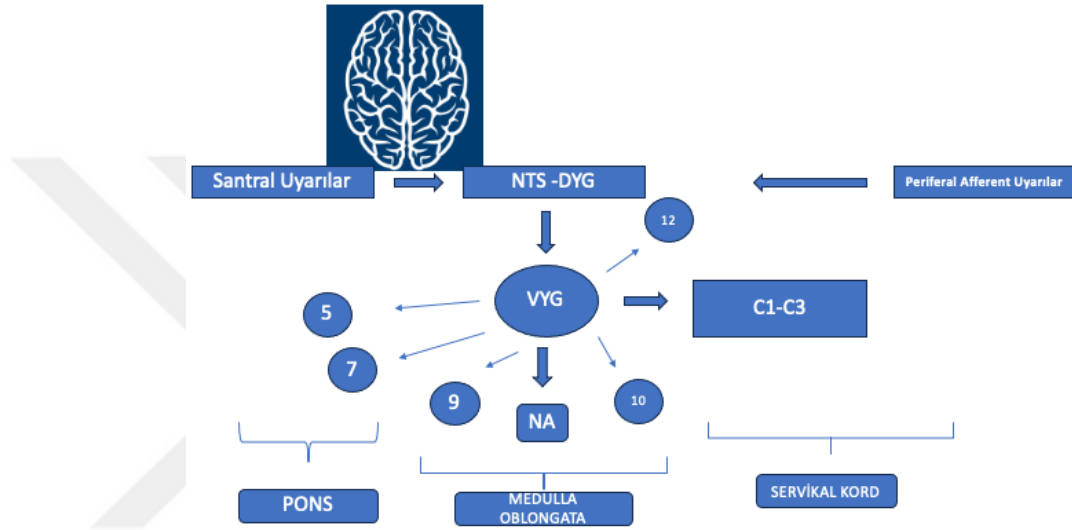 Santral Uyarılar
NTS -DYG
Periferal Afferent Uyarılar
12
VYG
C1-C3
5
7
9
NA
10
PONS
MEDULLA
OBLONGATA
SERVİKAL KORD